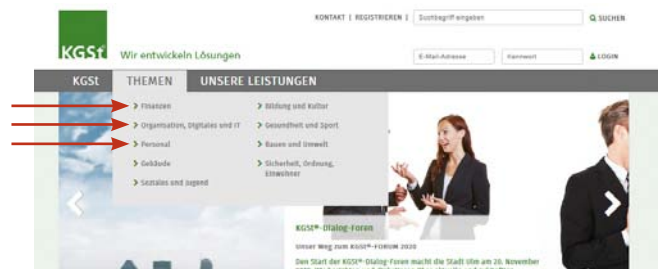 KONTAKT | REGISTRIEREN | Suchbegriff eingeben SUCHEN
KGSt Wir entwickeln Lösungen E-Mail-Adresse Kennwort LOGIN
KGSt THEMEN UNSERE LEISTUNGEN
Finanzen
Organisation, Digitales und IT
Personal
Gebäude
Soziales und Jugend
Bildung und Kultur
Gesundheit und Sport
Bauen und Umwelt
Sicherheit, Ordnung,
Einwohner
KGSt®-Dialog-Foren
Unser Weg zum KGSt®-FORUM 2020
Den Start der KGSt®-Dialog-Foren macht die Stadt Ulm am 20. November